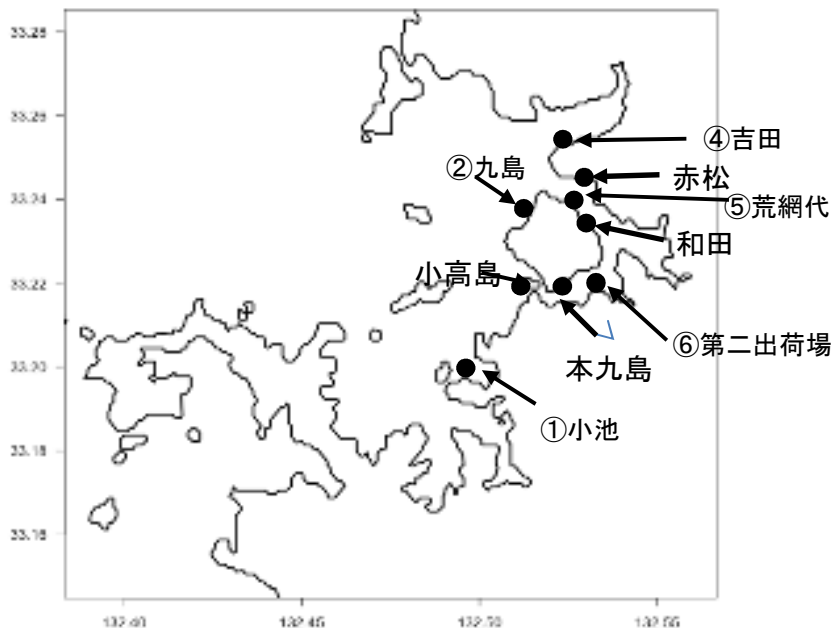 33.28
33.26
④吉田
②九島
赤松
33.24
⑤荒網代
和田
小高島
33.22
⑥第二出荷場
33.20
本九島
①小池
33.18
33.16
132.40
132.45
132.50
132.55